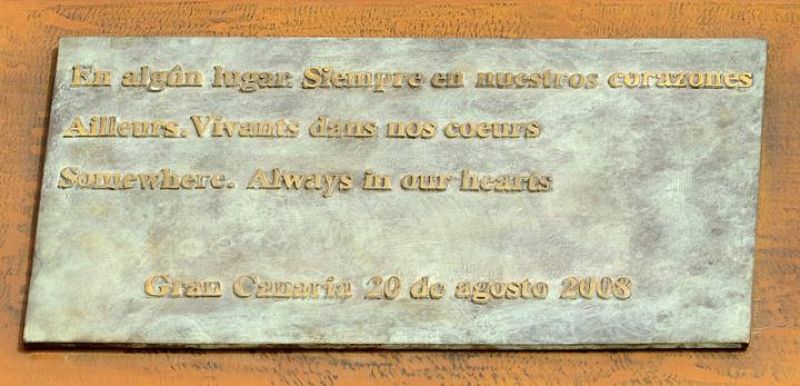 En algún lugar. Siempre en nuestros corazones
Ailleurs. Vivants dans nos coeurs
Somewhere. Always in our hearts
Gran Canaria 20 de agosto 2008